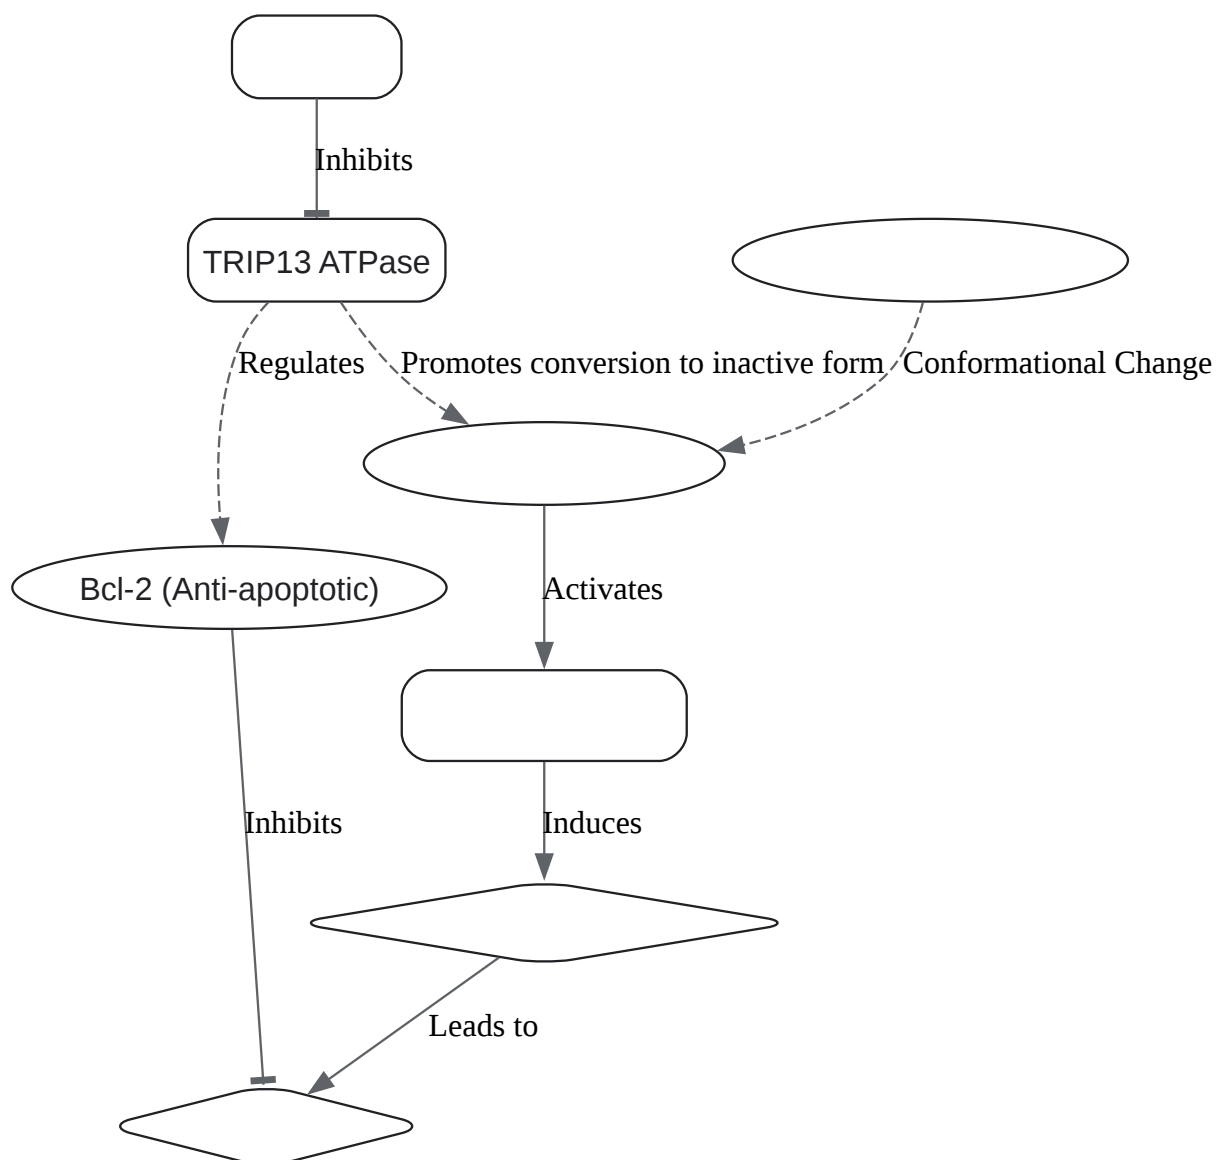 Inhibits
TRIP13 ATPase
Regulates
Promotes conversion to inactive form
Conformational Change
Bcl-2 (Anti-apoptotic)
Activates
Inhibits
Induces
Leads to